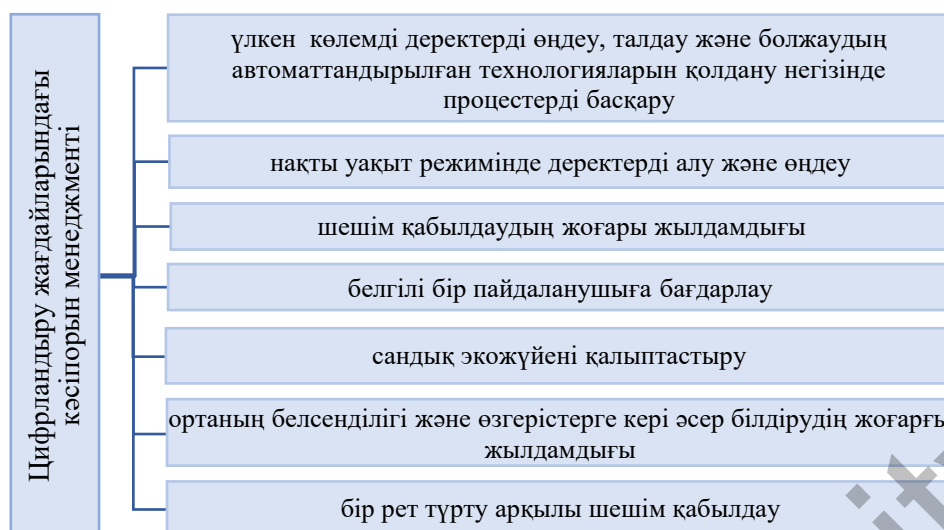 Цифрландыру жағдайларындағы
кәсіпорын менеджменті
үлкен көлемді деректерді өңдеу, талдау және болжаудың
автоматтандырылған технологияларын қолдану негізінде
процестерді басқару
нақты уақыт режимінде деректерді алу және өңдеу
шешім қабылдаудың жоғары жылдамдығы
белгілі бір пайдаланушыға бағдарлау
сандық экожүйені қалыптастыру
ортаның белсенділігі және өзгерістерге кері әсер білдірудің жоғарғы
жылдамдығы
бір рет түрту арқылы шешім қабылдау